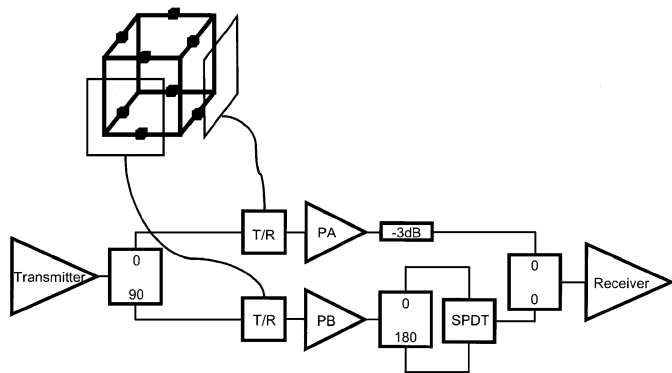 T/R
PA
-3dB
Transmitter
0
90
0
0
Receiver
T/R
PB
0
180
SPDT